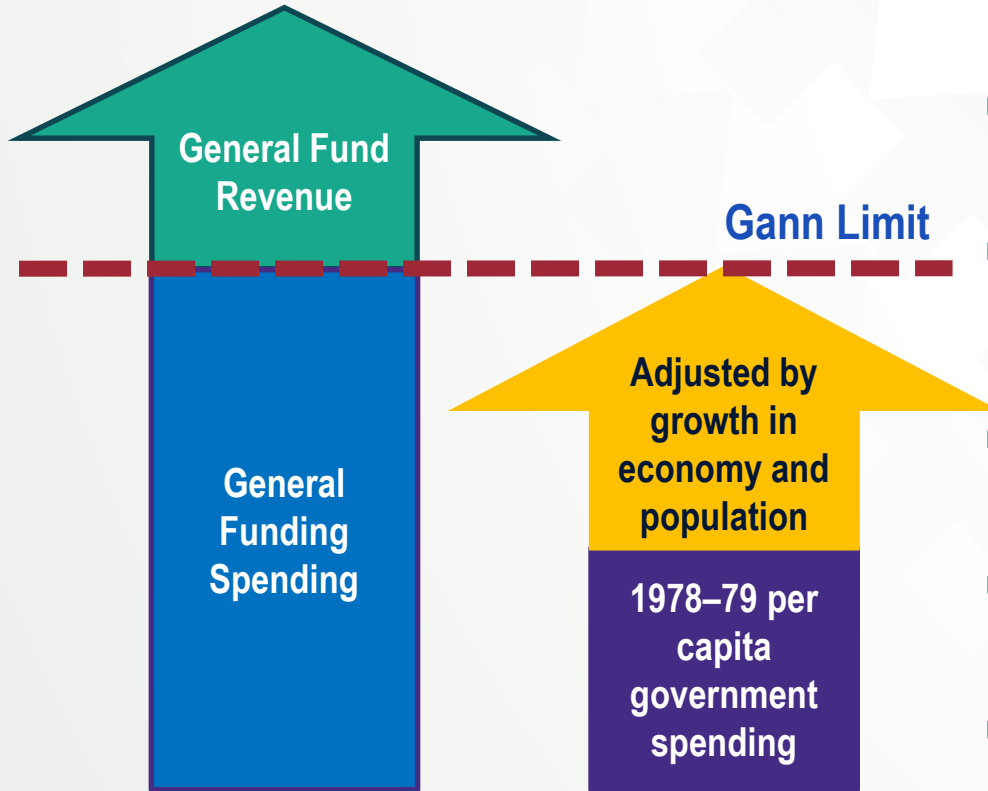 General Fund
Revenue
Gann Limit
General
Funding
Spending
Adjusted by
growth in
economy and
population
1978–79 per
capita
government
spending